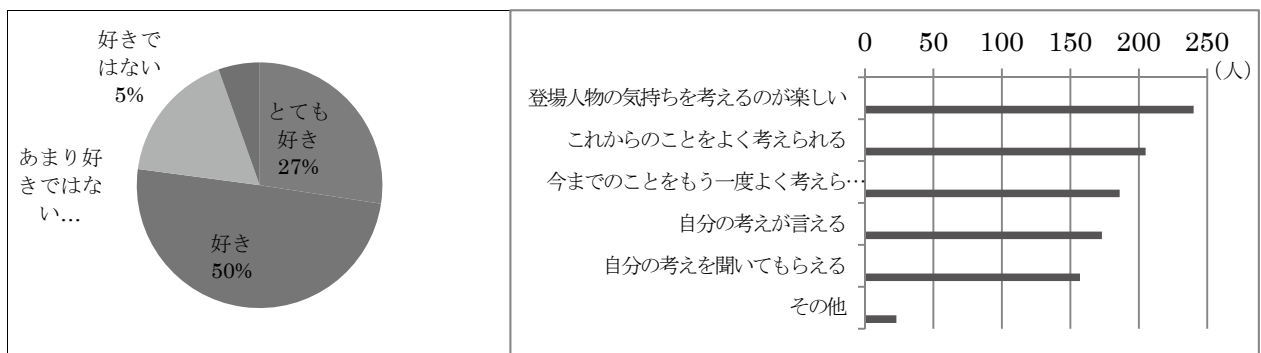 好きで
はない
5%
とても
好き
27%
あまり好
きではな
い…
好き
50%
0 50 100 150 200 250
（人）
登場人物の気持ちを考えるのが楽しい
これからのことをよく考えられる
今までのことをもう一度よく考えら…
自分の考えが言える
自分の考えを聞いてもらえる
その他